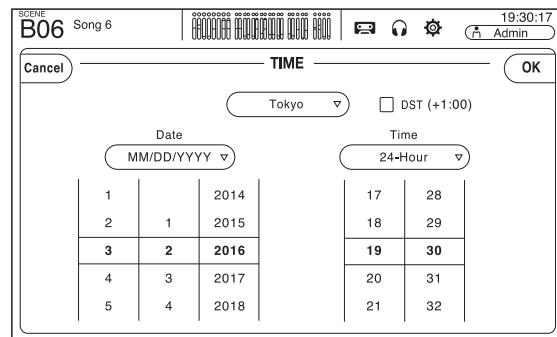 SCENE
B06 Song 6
19:30:17
Admin
Cancel
TIME
OK
Tokyo
DST (+1:00)
Date
Time
MM/DD/YYYY
24-Hour
1 2014 17 28
2 1 2015 18 29
3 2 2016 19 30
4 3 2017 20 31
5 4 2018 21 32